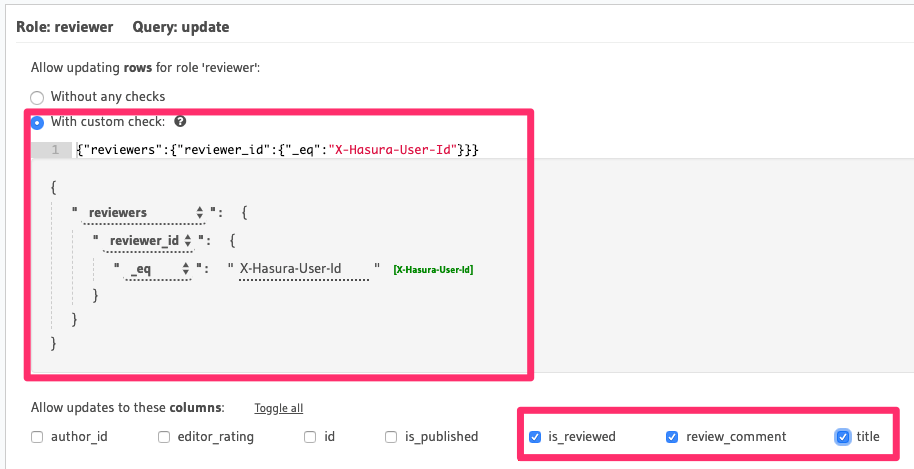 Role: reviewer Query: update
Allow updating rows for role 'reviewer':
Without any checks
With custom check: ?
1 {"reviewers":{"reviewer_id":{"_eq":"X-Hasura-User-Id"}}}
{
" reviewers ": {
" reviewer_id ": {
" _eq ": " X-Hasura-User-Id " [X-Hasura-User-Id]
}
}
}
Allow updates to these columns: Toggle all
author_id editor_rating id is_published is_reviewed review_comment title